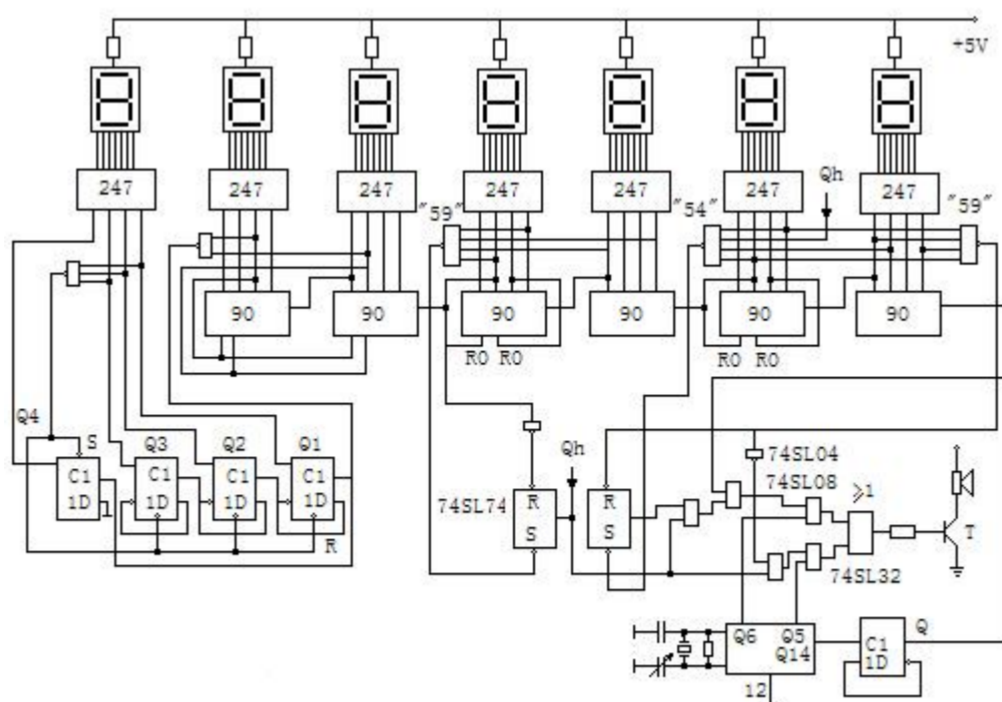 +5V
247 247 247 247 247 247 247
"59" "54" Qh "59"
90 90 90 90 90 90
R0 R0 R0 R0
Q4 S Q3 Q2 Q1
C1 C1 C1 C1
1D 1D 1D 1D
R
Qh
74SL74
R
S
R
S
74SL04
74SL08
≥1
T
74SL32
Q6 Q5
Q14
C1
1D
Q
12